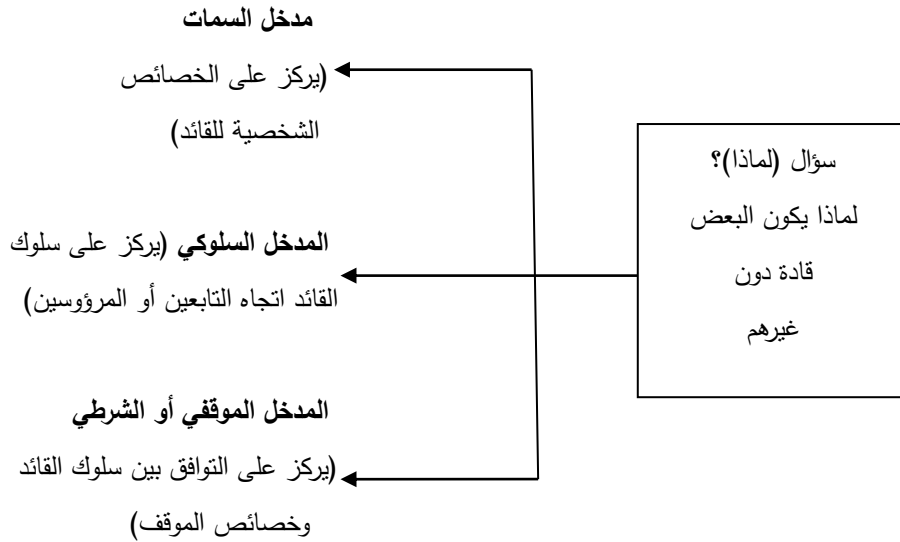 سؤال (لماذا)؟
لماذا يكون البعض
قادة دون
غيرهم
مدخل السمات
(يركز على الخصائص
الشخصية للقائد)
المدخل السلوكي (يركز على سلوك
القائد اتجاه التابعين أو المرؤوسين)
المدخل الموقفي أو الشرطي
(يركز على التوافق بين سلوك القائد
وخصائص الموقف)